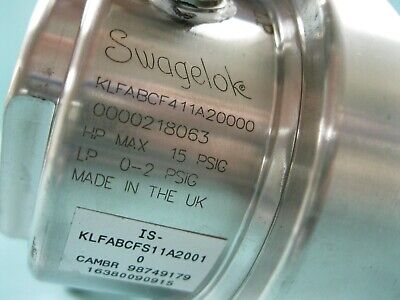 Swagelok®
KLFABCF411A20000
0000218063
HP MAX 15 PSIG
LP 0-2 PSIG
MADE IN THE UK
IS-
KLFABCFS11A2001
0
CAMBR 98749179
16380090915